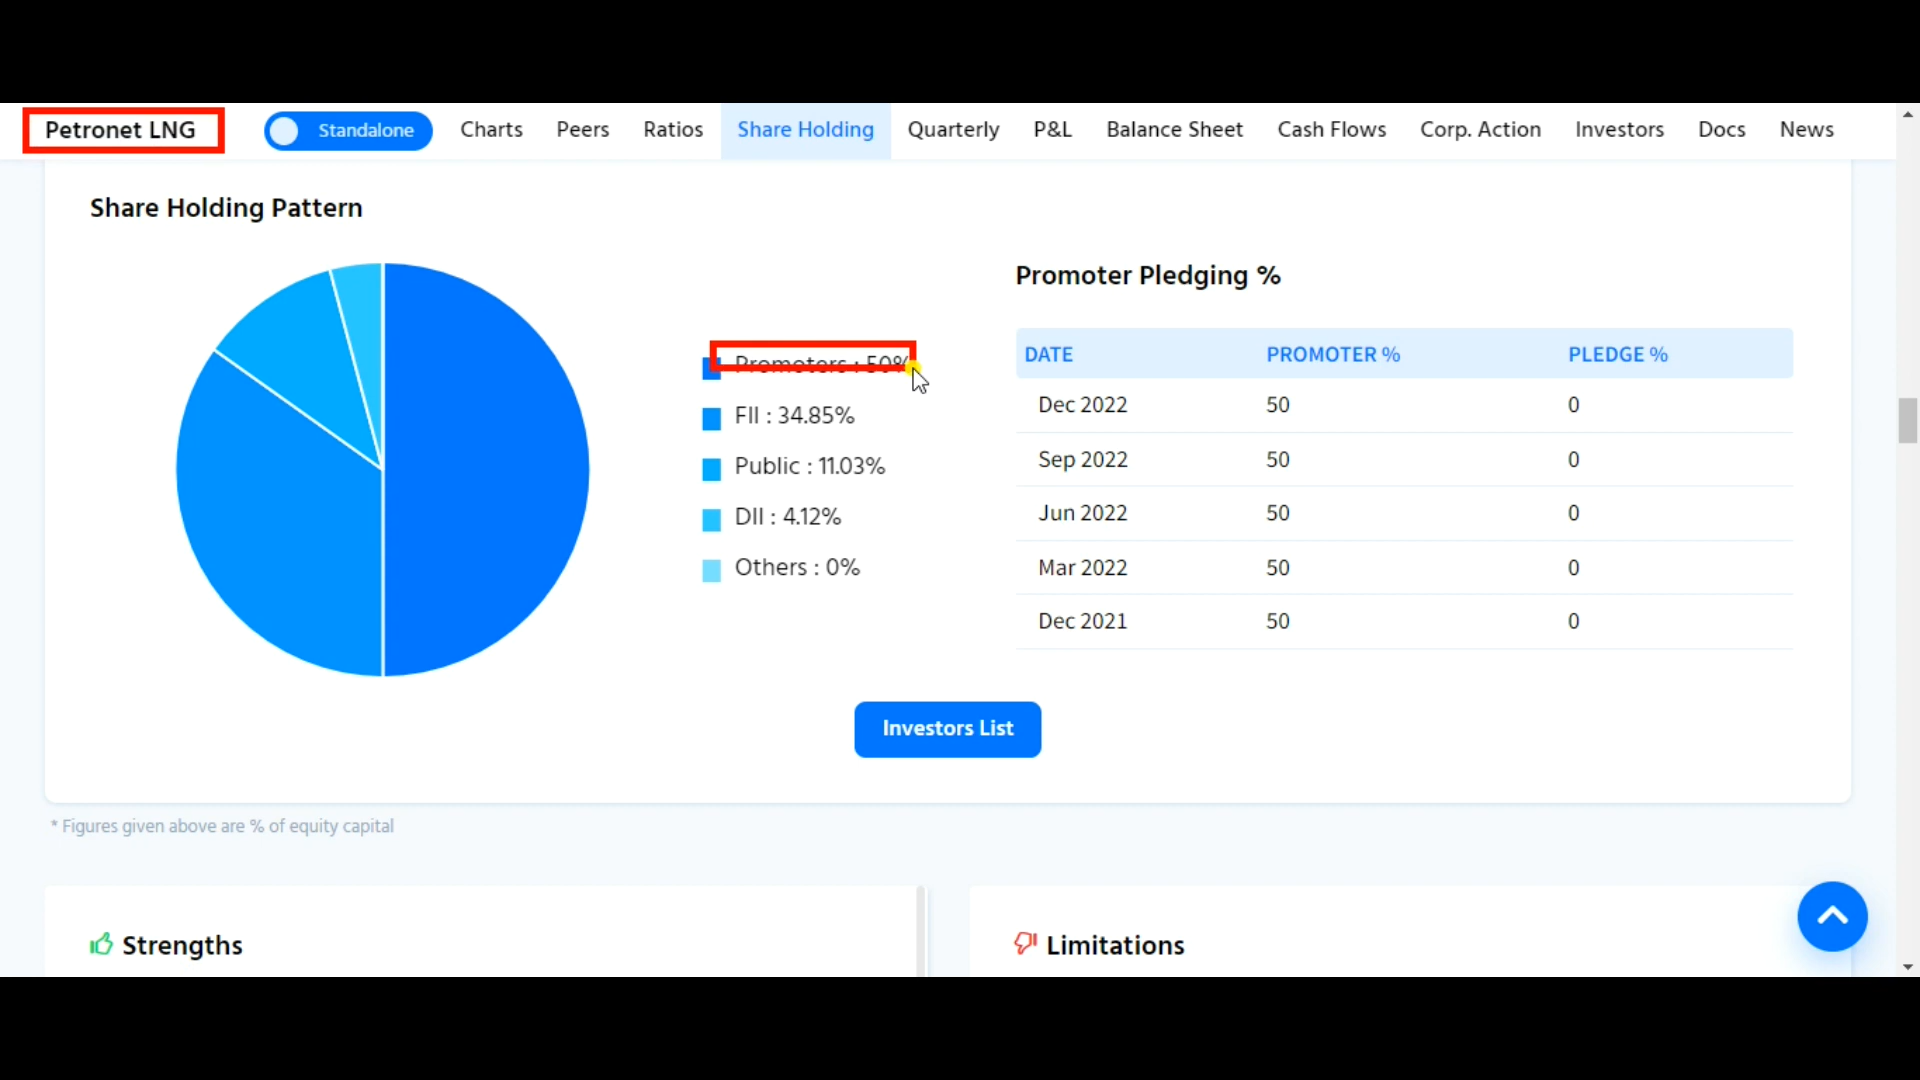 Petronet LNG
Standalone
Charts
Peers
Ratios
Share Holding
Quarterly
P&L
Balance Sheet
Cash Flows
Corp. Action
Investors
Docs
News
Share Holding Pattern
Promoters : 50%
FII : 34.85%
Public : 11.03%
DII : 4.12%
Others : 0%
Promoter Pledging %
DATE PROMOTER % PLEDGE %
Dec 2022 50 0
Sep 2022 50 0
Jun 2022 50 0
Mar 2022 50 0
Dec 2021 50 0
Investors List
* Figures given above are % of equity capital
Strengths
Limitations